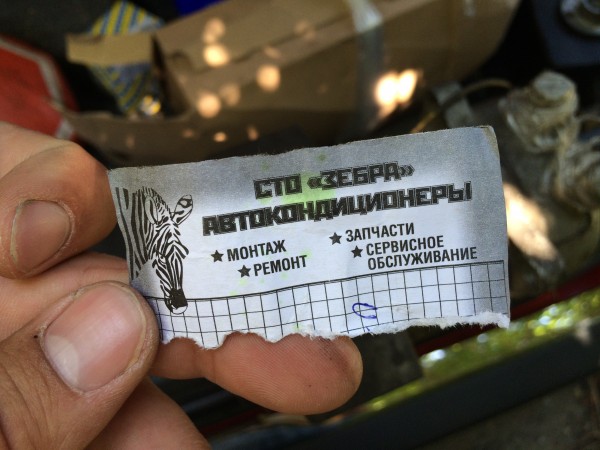 СТО «ЗЕБРА»
АВТОКОНДИЦИОНЕРЫ
★ МОНТАЖ
★ РЕМОНТ
★ ЗАПЧАСТИ
★ СЕРВИСНОЕ
ОБСЛУЖИВАНИЕ